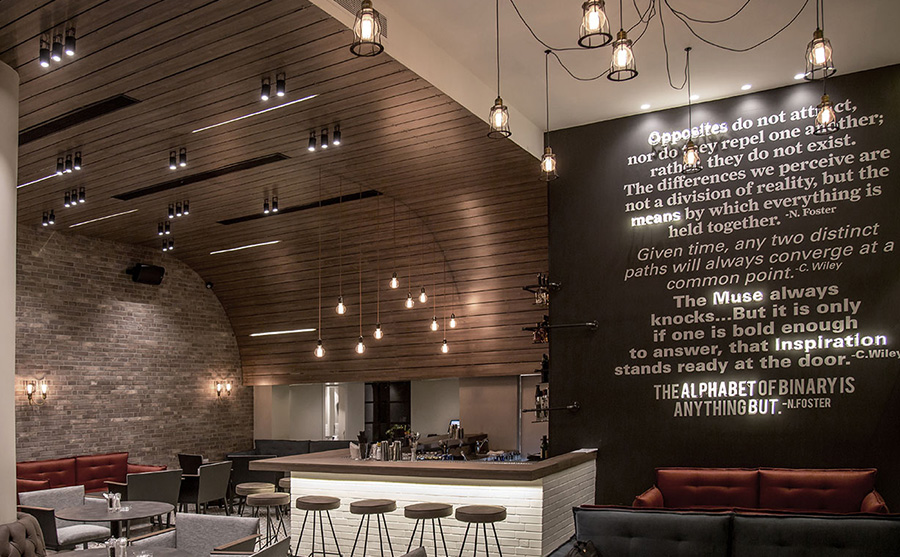 Opposites do not attract,
nor do they repel one another;
rather they do not exist.
The differences we perceive are
not a division of reality, but the
means by which everything is
held together. -N. Foster
Given time, any two distinct
paths will always converge at a
common point.-C. Wiley
The Muse always
knocks...But it is only
if one is bold enough
to answer, that Inspiration
stands ready at the door.-C.Wiley
THE ALPHABET OF BINARY IS
ANYTHING BUT.-N.FOSTER